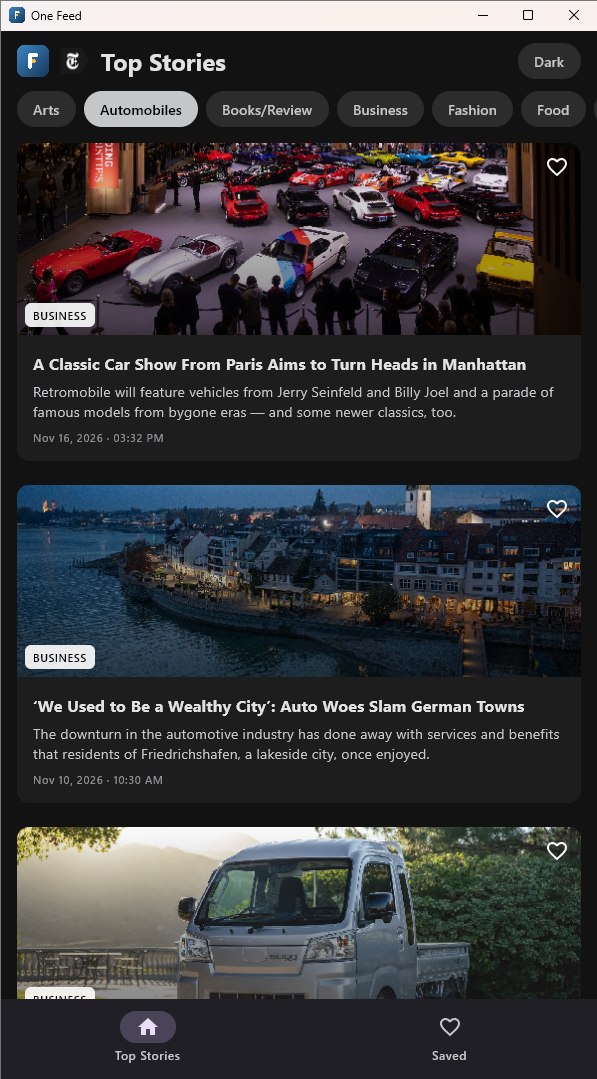 One Feed
Top Stories
Dark
Arts
Automobiles
Books/Review
Business
Fashion
Food
BUSINESS
A Classic Car Show From Paris Aims to Turn Heads in Manhattan
Retromobile will feature vehicles from Jerry Seinfeld and Billy Joel and a parade of
famous models from bygone eras — and some newer classics, too.
Nov 16, 2026 · 03:32 PM
BUSINESS
‘We Used to Be a Wealthy City’: Auto Woes Slam German Towns
The downturn in the automotive industry has done away with services and benefits
that residents of Friedrichshafen, a lakeside city, once enjoyed.
Nov 10, 2026 · 10:30 AM
BUSINESS
Top Stories
Saved